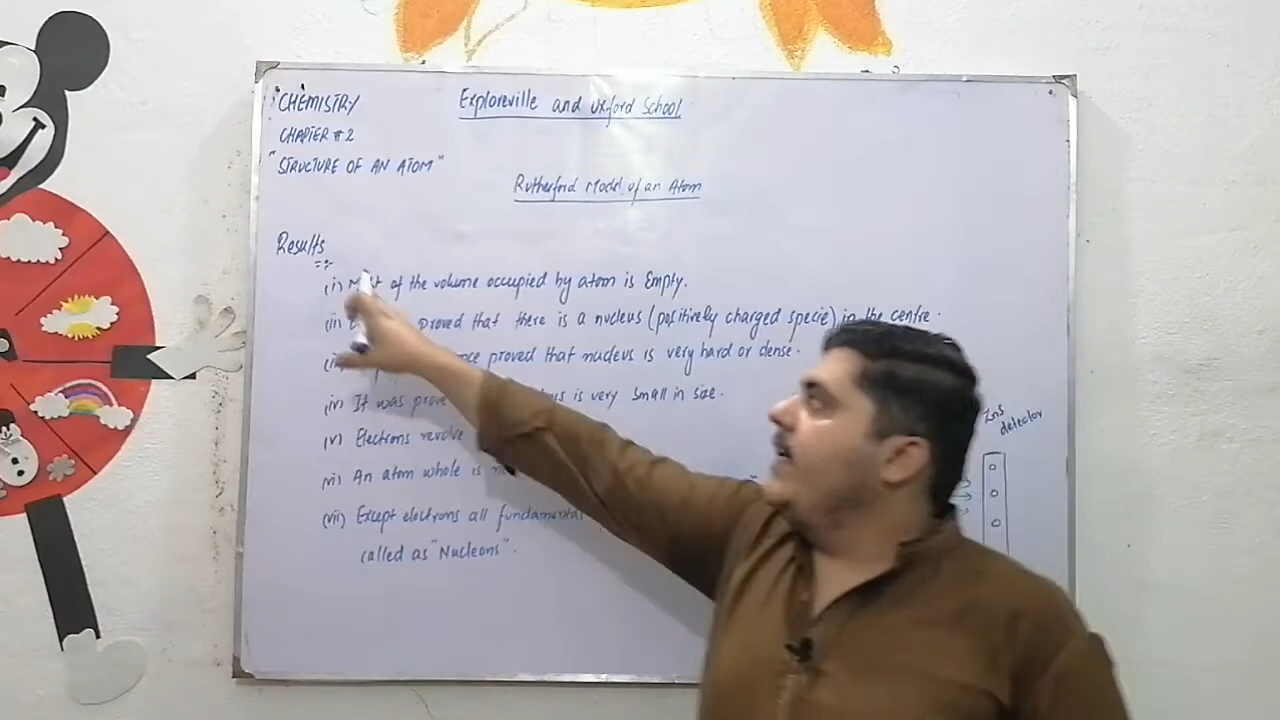 CHEMISTRY
Exploreville and Oxford School
CHAPTER #2
"STRUCTURE OF AN ATOM"
Rutherford Model of an Atom
Results
(i) Most of the volume occupied by atom is Empty.
(ii) proved that there is a nucleus (positively charged specie) in the centre.
(iii) proved that nucleus is very hard or dense.
(iv) It was is very small in size.
(v) Electrons revolve
(vi) An atom whole is
(vii) Except electrons all fundamental
called as "Nucleons".
ZnS
detector